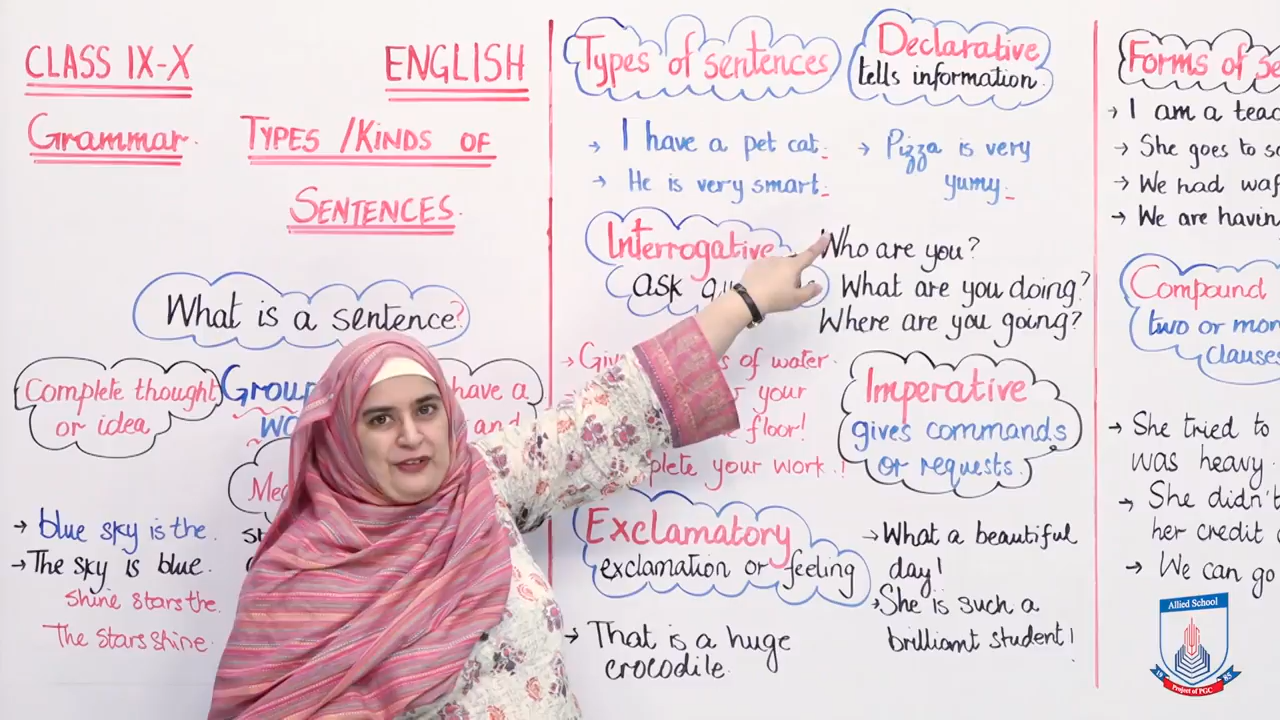 CLASS IX-X
ENGLISH
Grammar.
TYPES /KINDS OF
SENTENCES.
What is a sentence?
Complete thought
or idea
Group
have a
and
blue sky is the.
The sky is blue.
shine stars the.
The stars shine.
Types of sentences
Declarative
tells information.
→ I have a pet cat.
→ He is very smart.
→ Pizza is very
yumy.
Interrogative
ask
Who are you?
What are you doing?
Where are you going?
of water.
your
floor!
your work.!
Imperative
gives commands
or requests.
Exclamatory
exclamation or feeling
→ What a beautiful
day!
→ She is such a
brilliant student!
→ That is a huge
crocodile.
Forms of
→ I am a
→ She goes to
→ We had
→ We are
Compound
two or
clauses
→ She tried to
was heavy.
→ She
her credit
→ We can go
Allied School
1985
Project of PGC